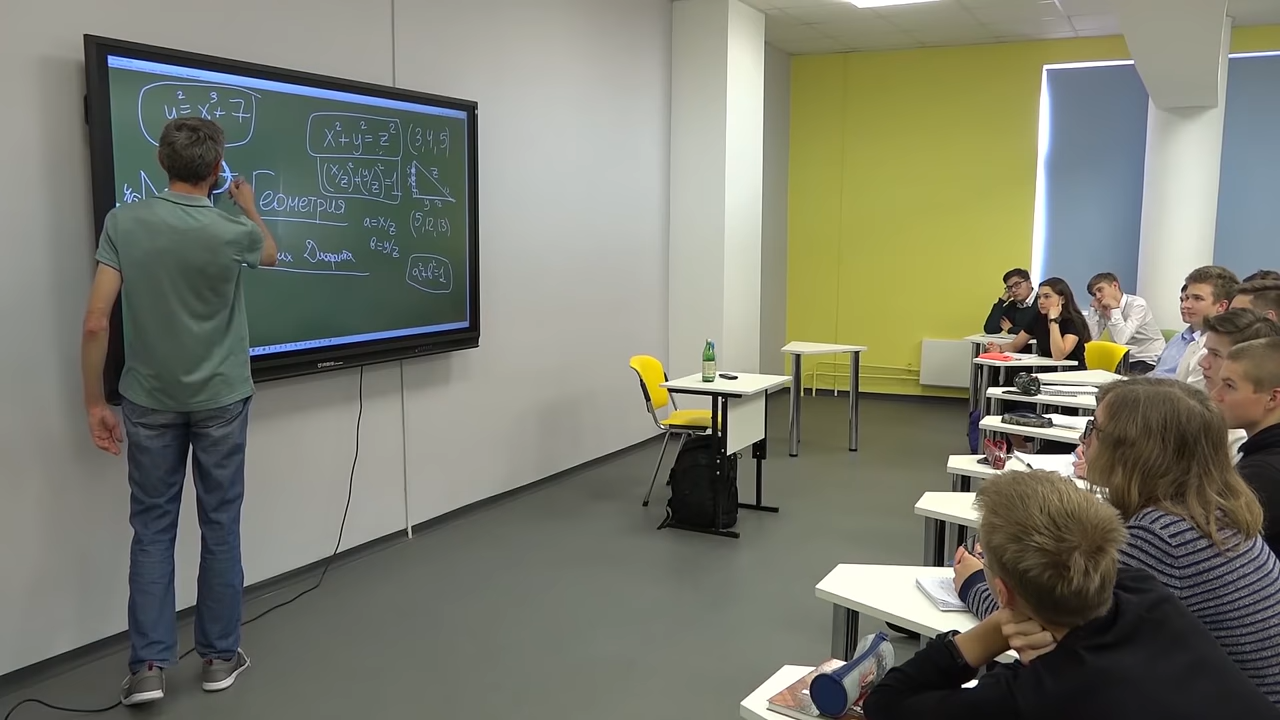 y² = x³ + 7
x² + y² = z²
(3,4,5)
(x/z)² + (y/z)² = 1
z
y
Геометрия
a = x/z
(5,12,13)
b = y/z
a² + b² = 1